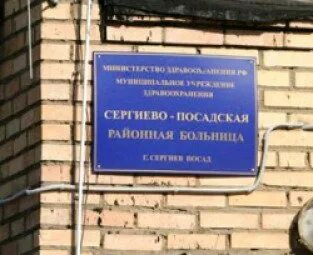 МИНИСТЕРСТВО ЗДРАВООХРАНЕНИЯ РФ
МУНИЦИПАЛЬНОЕ УЧРЕЖДЕНИЕ
ЗДРАВООХРАНЕНИЯ
СЕРГИЕВО - ПОСАДСКАЯ
РАЙОННАЯ БОЛЬНИЦА
Г. СЕРГИЕВ ПОСАД